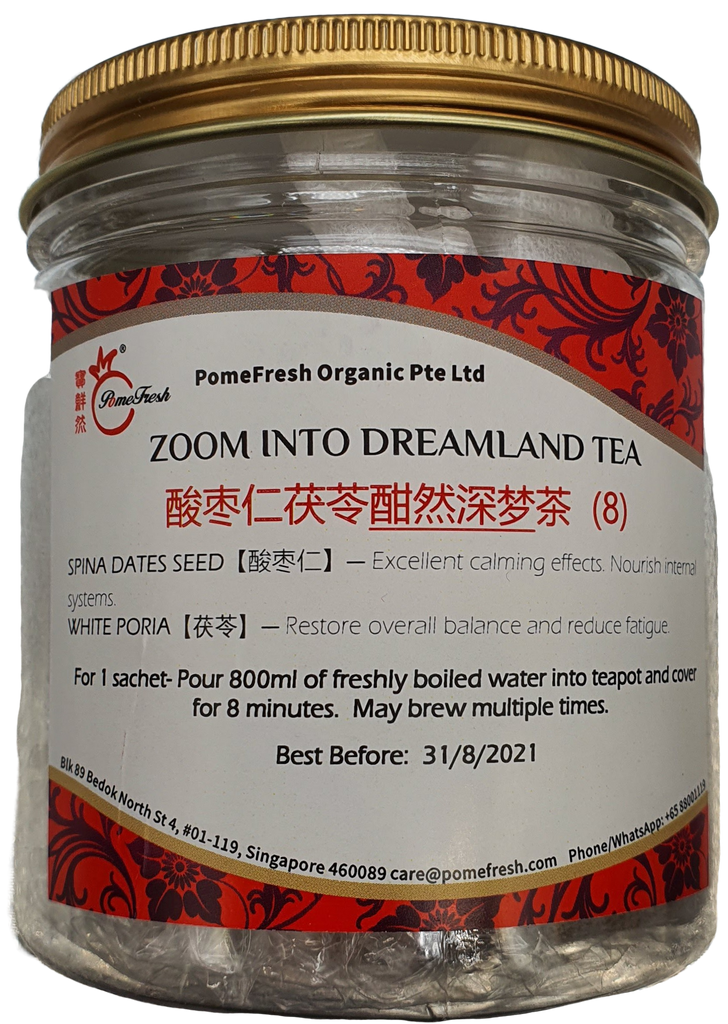 寶鮮然
PomeFresh
®
PomeFresh Organic Pte Ltd
ZOOM INTO DREAMLAND TEA
酸枣仁茯苓酣然深梦茶 (8)
SPINA DATES SEED【酸枣仁】— Excellent calming effects. Nourish internal
systems.
WHITE PORIA【茯苓】— Restore overall balance and reduce fatigue.
For 1 sachet- Pour 800ml of freshly boiled water into teapot and cover
for 8 minutes. May brew multiple times.
Best Before: 31/8/2021
Blk 89 Bedok North St 4, #01-119, Singapore 460089 care@pomefresh.com Phone/WhatsApp: +65 88001119